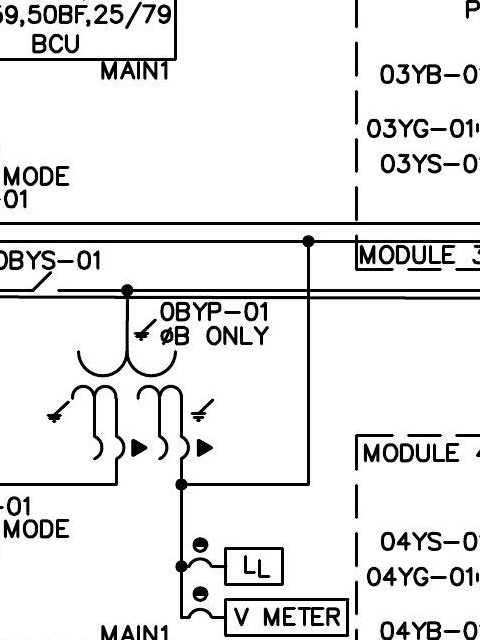 59,50BF,25/79
BCU
MAIN1
P
03YB-0
03YG-01
03YS-0
MODE
-01
MODULE 3
0BYS-01
0BYP-01
øB ONLY
MODULE 4
-01
MODE
04YS-0
04YG-01
04YB-0
LL
V METER
MAIN1